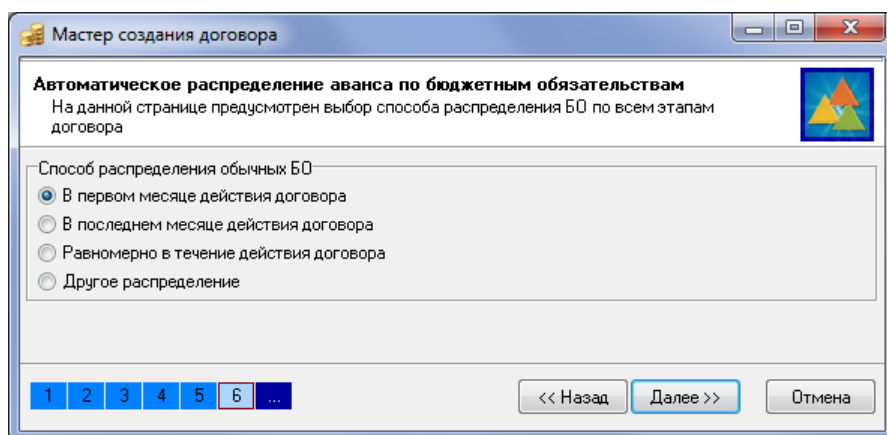 Мастер создания договора
Автоматическое распределение аванса по бюджетным обязательствам
На данной странице предусмотрен выбор способа распределения БО по всем этапам
договора
Способ распределения обычных БО
В первом месяце действия договора
В последнем месяце действия договора
Равномерно в течение действия договора
Другое распределение
1 2 3 4 5 6 ...
<< Назад Далее >> Отмена